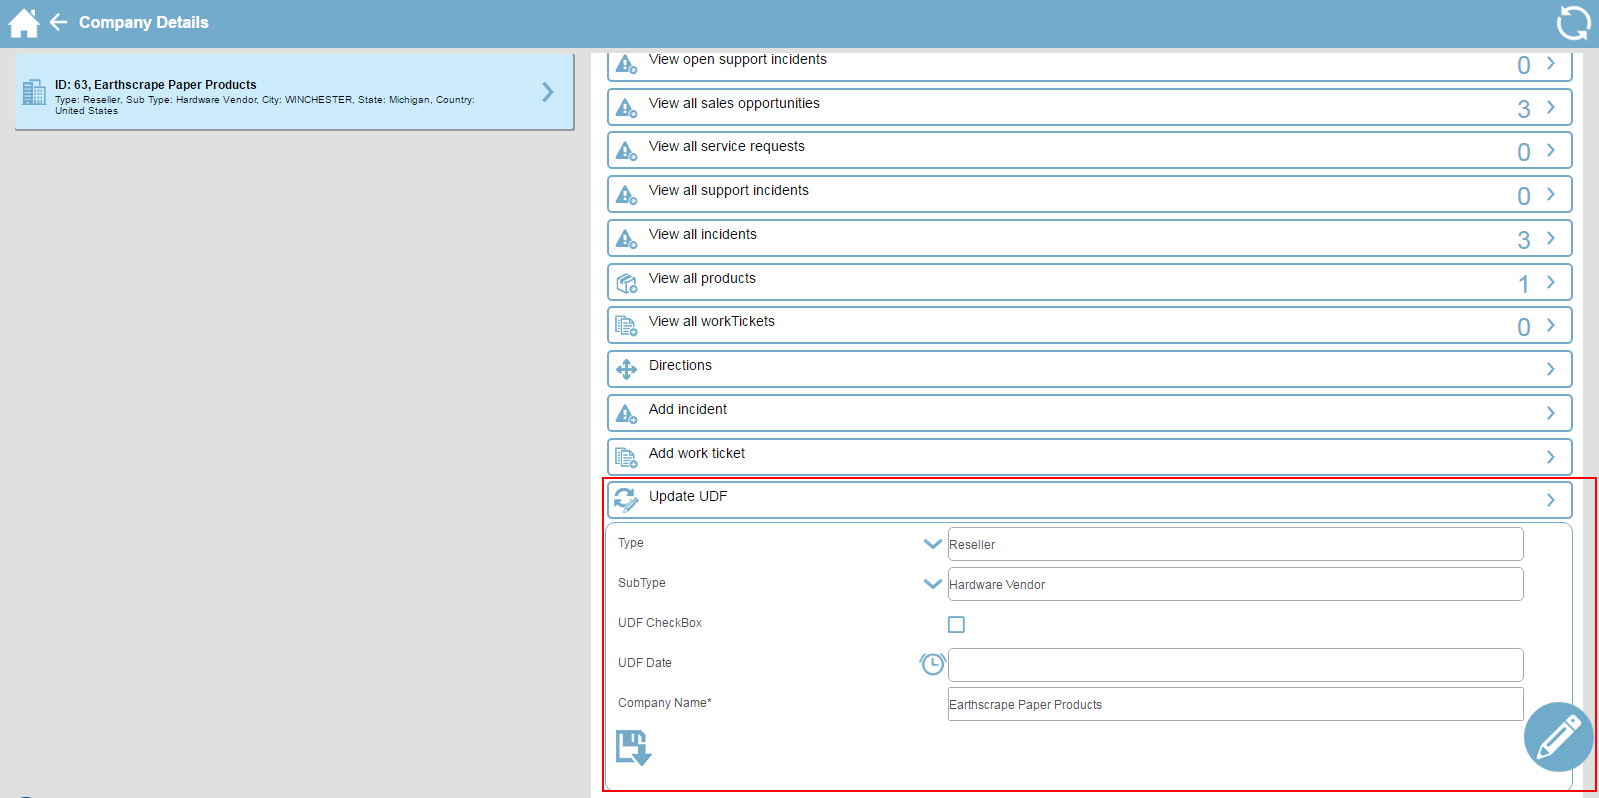 Company Details
ID: 63, Earthscrape Paper Products
Type: Reseller, Sub Type: Hardware Vendor, City: WINCHESTER, State: Michigan, Country:
United States
View open support incidents 0
View all sales opportunities 3
View all service requests 0
View all support incidents 0
View all incidents 3
View all products 1
View all workTickets 0
Directions
Add incident
Add work ticket
Update UDF
Type Reseller
SubType Hardware Vendor
UDF CheckBox
UDF Date
Company Name* Earthscrape Paper Products